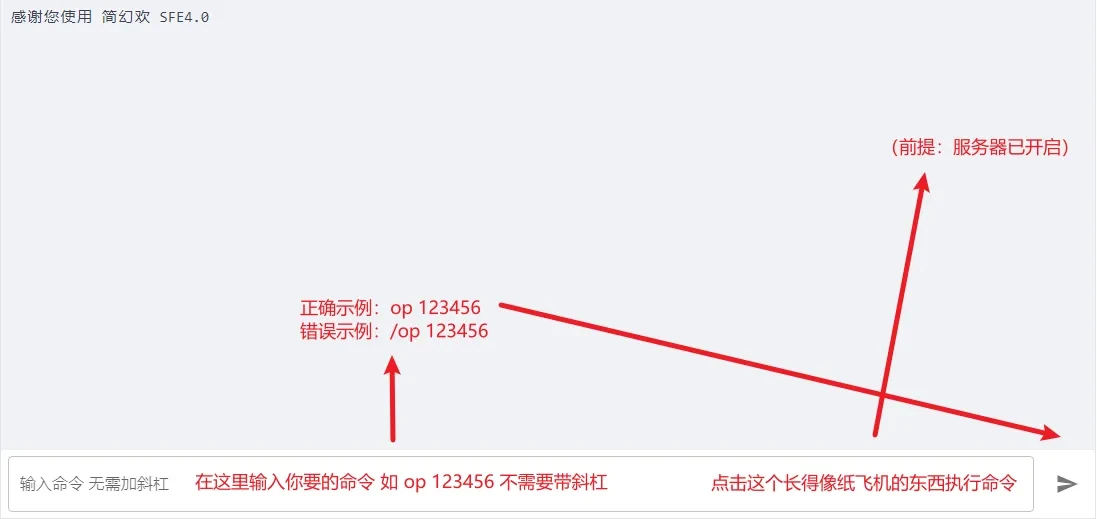 感谢您使用 简幻欢 SFE4.0
（前提：服务器已开启）
正确示例：op 123456
错误示例：/op 123456
输入命令 无需加斜杠
在这里输入你要的命令 如 op 123456 不需要带斜杠
点击这个长得像纸飞机的东西执行命令